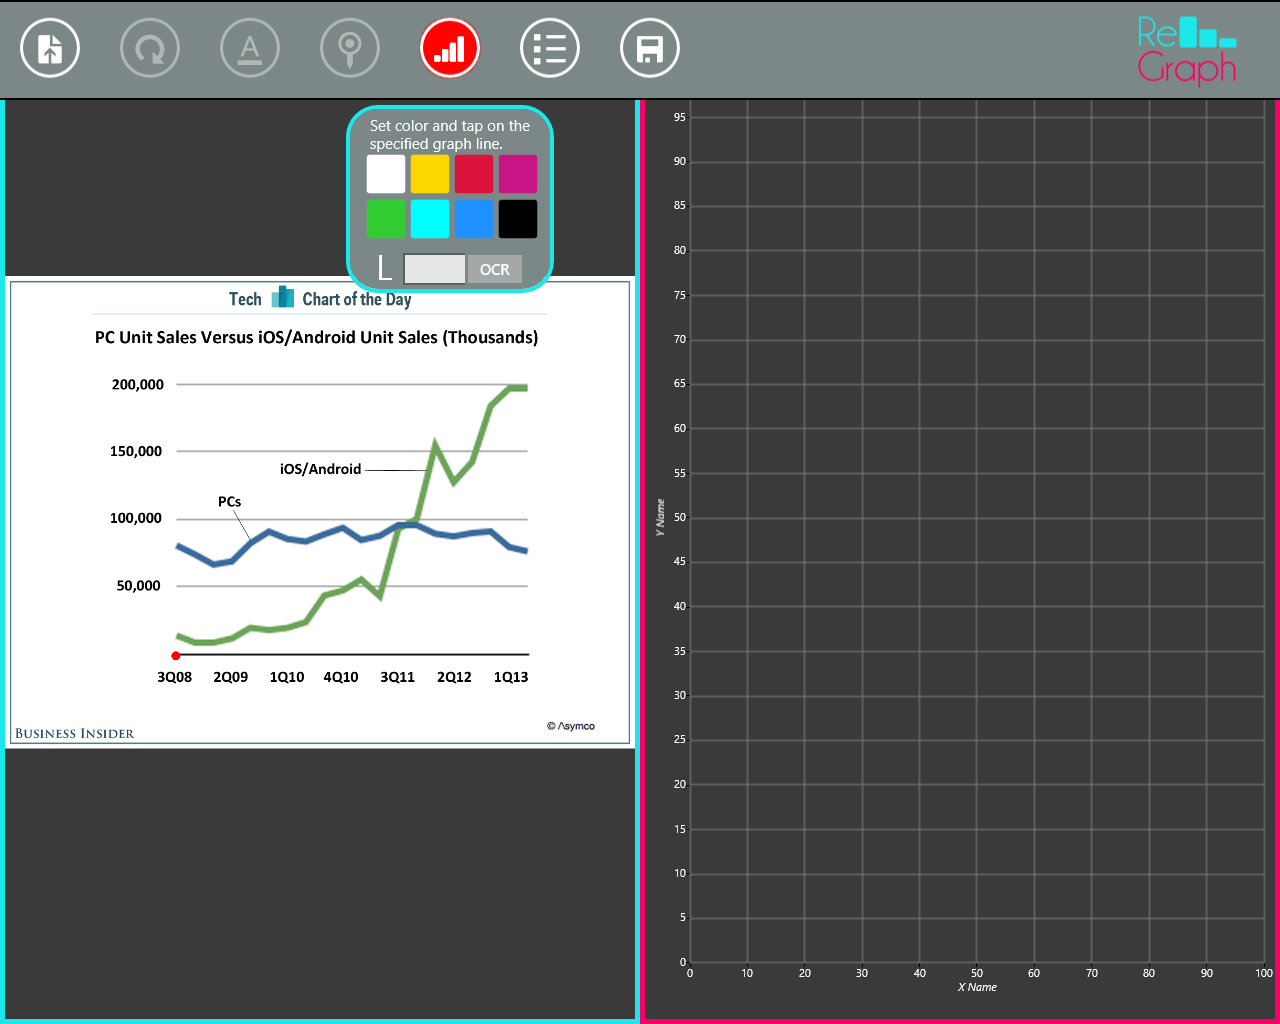 A
Re
Graph
Set color and tap on the
specified graph line.
L
OCR
Tech Chart of the Day
PC Unit Sales Versus iOS/Android Unit Sales (Thousands)
200,000
150,000
iOS/Android
PCs
100,000
50,000
3Q08 2Q09 1Q10 4Q10 3Q11 2Q12 1Q13
© Asymco
BUSINESS INSIDER
95
90
85
80
75
70
65
60
55
50
Y Name
45
40
35
30
25
20
15
10
5
0
0 10 20 30 40 50 60 70 80 90 100
X Name